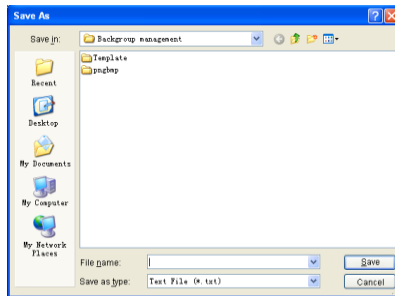 Save As
Save in:
Backgroup management
Template
pngbmp
Recent
Desktop
My Documents
My Computer
My Network
Places
File name:
Save
Save as type:
Text File (*.txt)
Cancel